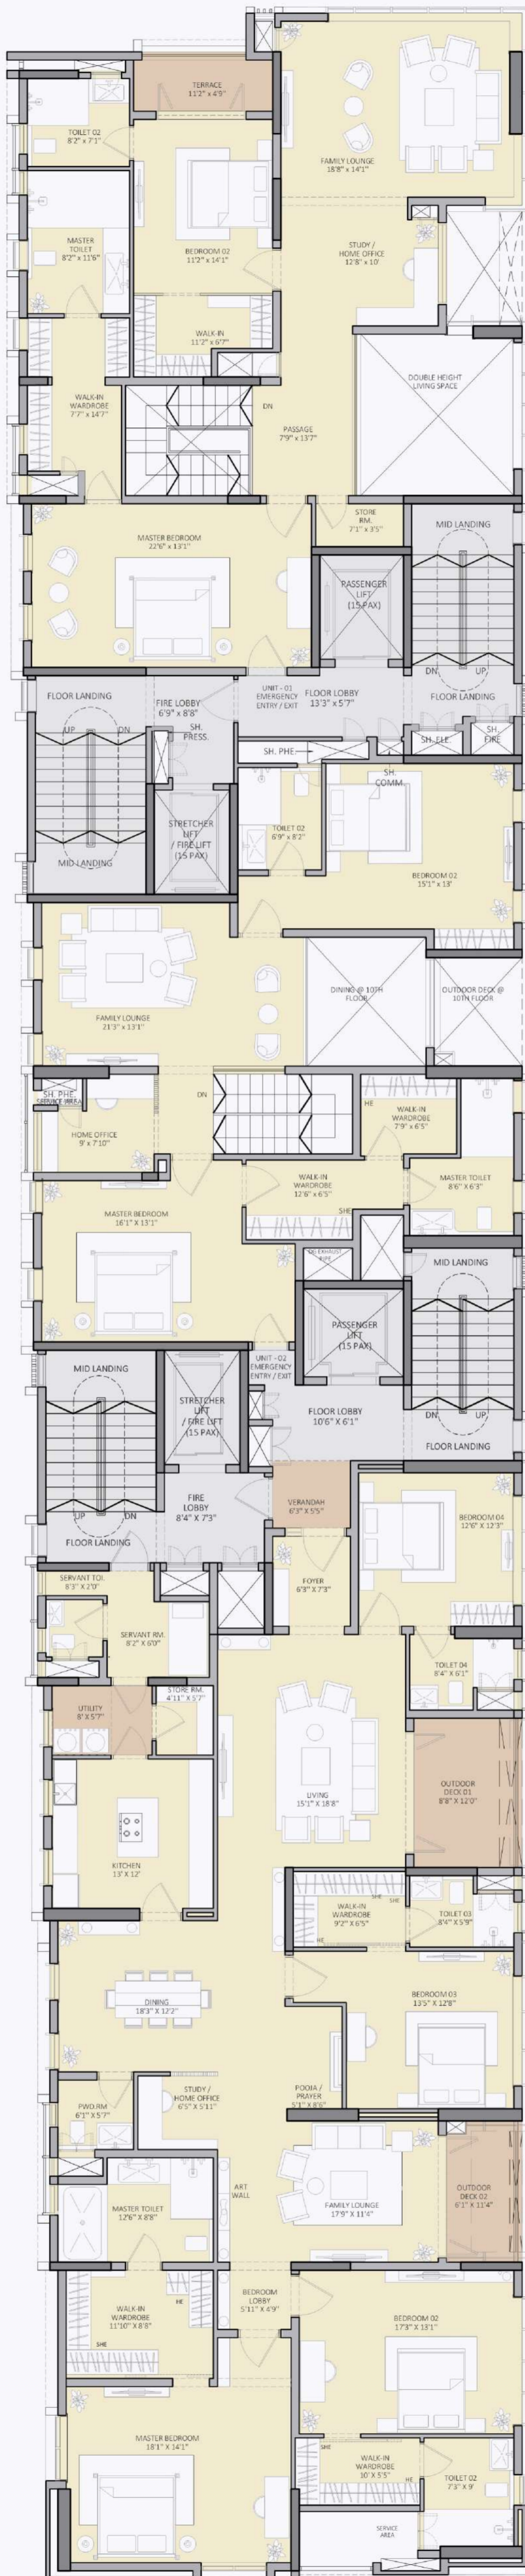 TERRACE
11'2" x 4'9"
TOILET 02
8'2" x 7'1"
FAMILY LOUNGE
18'8" x 14'1"
MASTER
TOILET
8'2" x 11'6"
BEDROOM 02
11'2" x 14'1"
STUDY /
HOME OFFICE
12'8" x 10'
WALK-IN
11'2" x 6'7"
DOUBLE HEIGHT
LIVING SPACE
WALK-IN
WARDROBE
7'7" x 14'7"
DN
PASSAGE
7'9" x 13'7"
STORE
RM.
7'1" x 3'5"
MID LANDING
MASTER BEDROOM
22'6" x 13'1"
PASSENGER
LIFT
(15 PAX)
DN
UP
FLOOR LANDING
FIRE LOBBY
6'9" x 8'8"
UNIT - 01
EMERGENCY
ENTRY / EXIT
FLOOR LOBBY
13'3" x 5'7"
FLOOR LANDING
UP
DN
SH.
PRESS.
SH. PHE
SH. ELE
SH.
FIRE
SH.
COMM.
STRETCHER
LIFT
/ FIRE LIFT
(15 PAX)
TOILET 02
6'9" x 8'2"
MID LANDING
BEDROOM 02
15'1" x 13'
DINING @ 10TH
FLOOR
OUTDOOR DECK @
10TH FLOOR
FAMILY LOUNGE
21'3" x 13'1"
SH. PHE.
SERVICE AREA
DN
HE
WALK-IN
WARDROBE
7'9" x 6'5"
HOME OFFICE
9' x 7'10"
WALK-IN
WARDROBE
12'6" x 6'5"
MASTER TOILET
8'6" X 6'3"
SHE
MASTER BEDROOM
16'1" X 13'1"
DG EXHAUST
PIPE
MID LANDING
PASSENGER
LIFT
(15 PAX)
MID LANDING
STRETCHER
LIFT
/ FIRE LIFT
(15 PAX)
UNIT - 02
EMERGENCY
ENTRY / EXIT
FLOOR LOBBY
10'6" X 6'1"
DN
UP
FLOOR LANDING
FIRE
LOBBY
8'4" X 7'3"
VERANDAH
6'3" X 5'5"
UP
DN
FLOOR LANDING
BEDROOM 04
12'6" X 12'3"
SERVANT TOI.
8'3" X 2'0"
FOYER
6'3" X 7'3"
SERVANT RM.
8'2" X 6'0"
TOILET 04
8'4" X 6'1"
STORE RM.
4'11" X 5'7"
UTILITY
8' X 5'7"
LIVING
15'1" X 18'8"
OUTDOOR
DECK 01
8'8" X 12'0"
KITCHEN
13' X 12'
SHE
SHE
WALK-IN
WARDROBE
9'2" X 6'5"
TOILET 03
8'4" X 5'9"
HE
DINING
18'3" X 12'2"
BEDROOM 03
13'5" X 12'8"
STUDY /
HOME OFFICE
6'5" X 5'11"
POOJA /
PRAYER
5'1" X 8'6"
PWD.RM
6'1" X 5'7"
ART
WALL
FAMILY LOUNGE
17'9" X 11'4"
OUTDOOR
DECK 02
6'1" X 11'4"
MASTER TOILET
12'6" X 8'8"
HE
BEDROOM
LOBBY
5'11" X 4'9"
WALK-IN
WARDROBE
11'10" X 8'8"
SHE
BEDROOM 02
17'3" X 13'1"
MASTER BEDROOM
18'1" X 14'1"
SHE
WALK-IN
WARDROBE
10' X 5'5"
HE
TOILET 02
7'3" X 9'
SERVICE
AREA